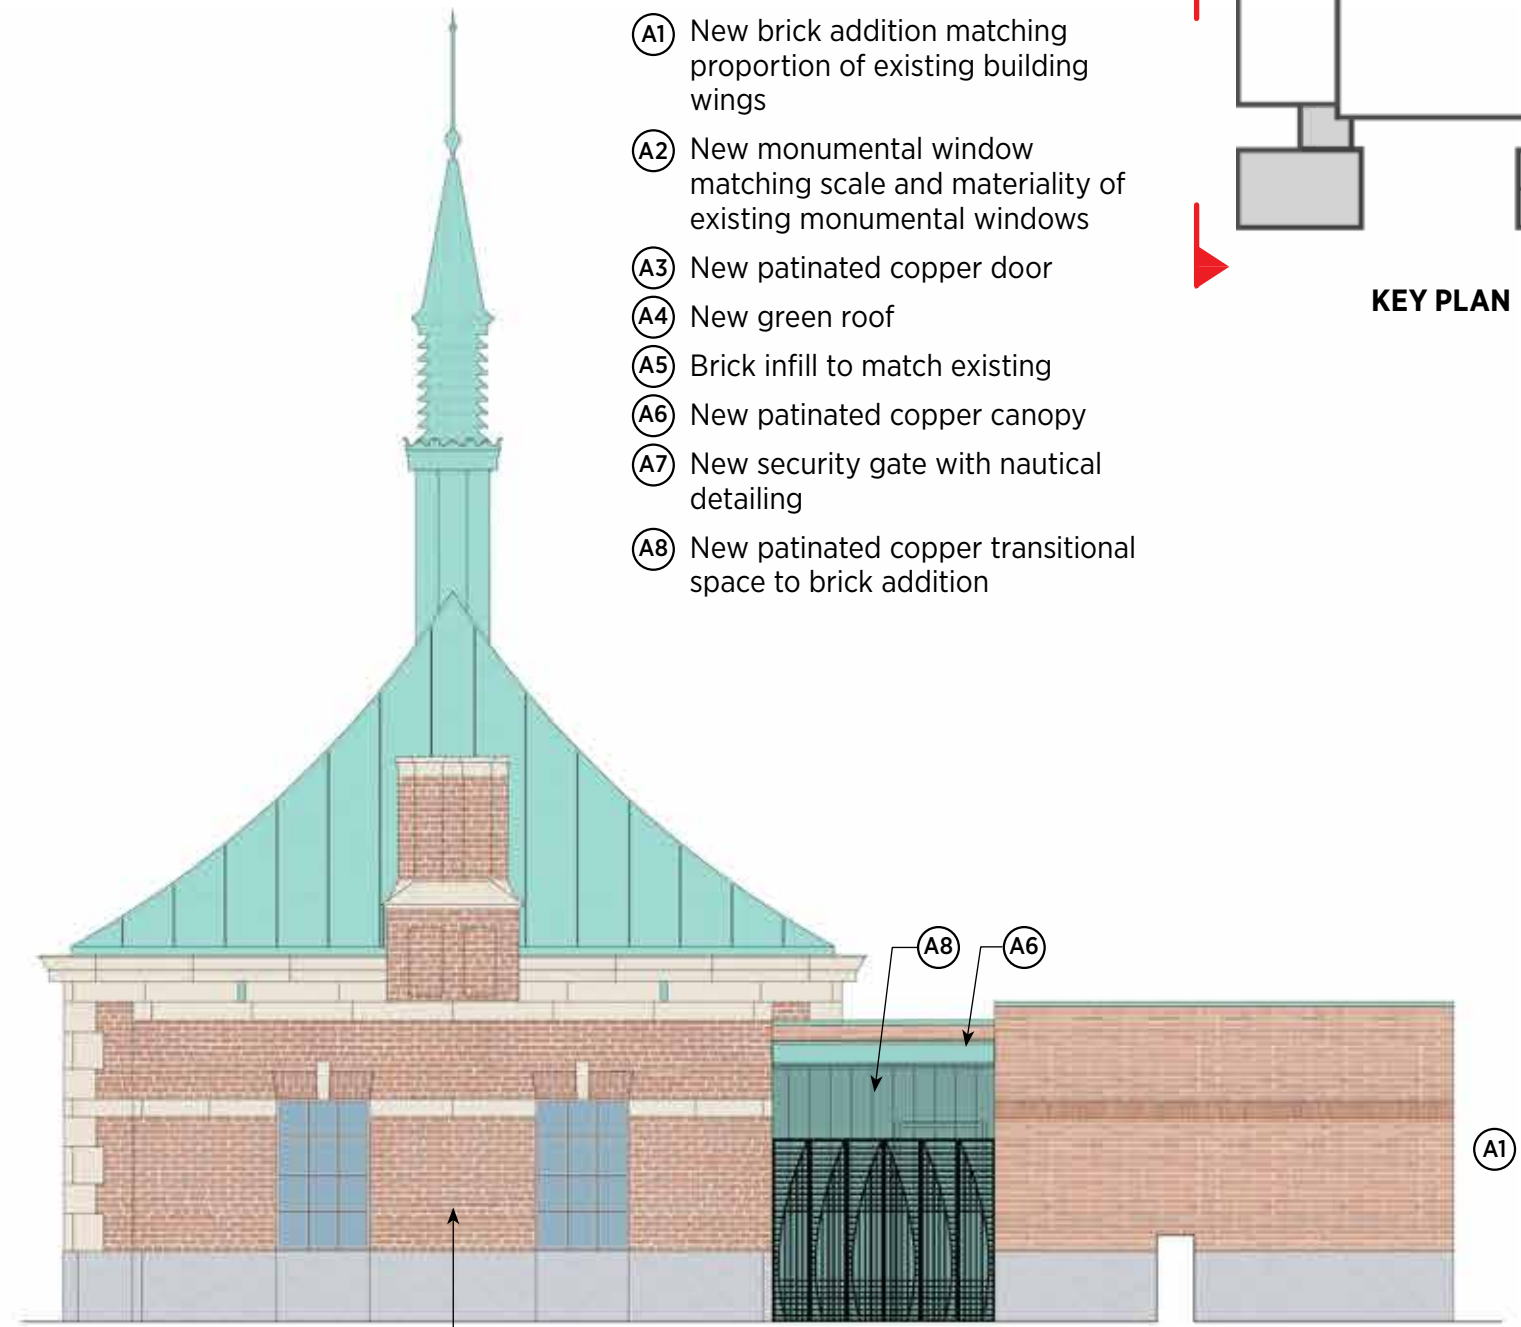 A1 New brick addition matching
proportion of existing building
wings
A2 New monumental window
matching scale and materiality of
existing monumental windows
A3 New patinated copper door
A4 New green roof
A5 Brick infill to match existing
A6 New patinated copper canopy
A7 New security gate with nautical
detailing
A8 New patinated copper transitional
space to brick addition
KEY PLAN
A8 A6
A1